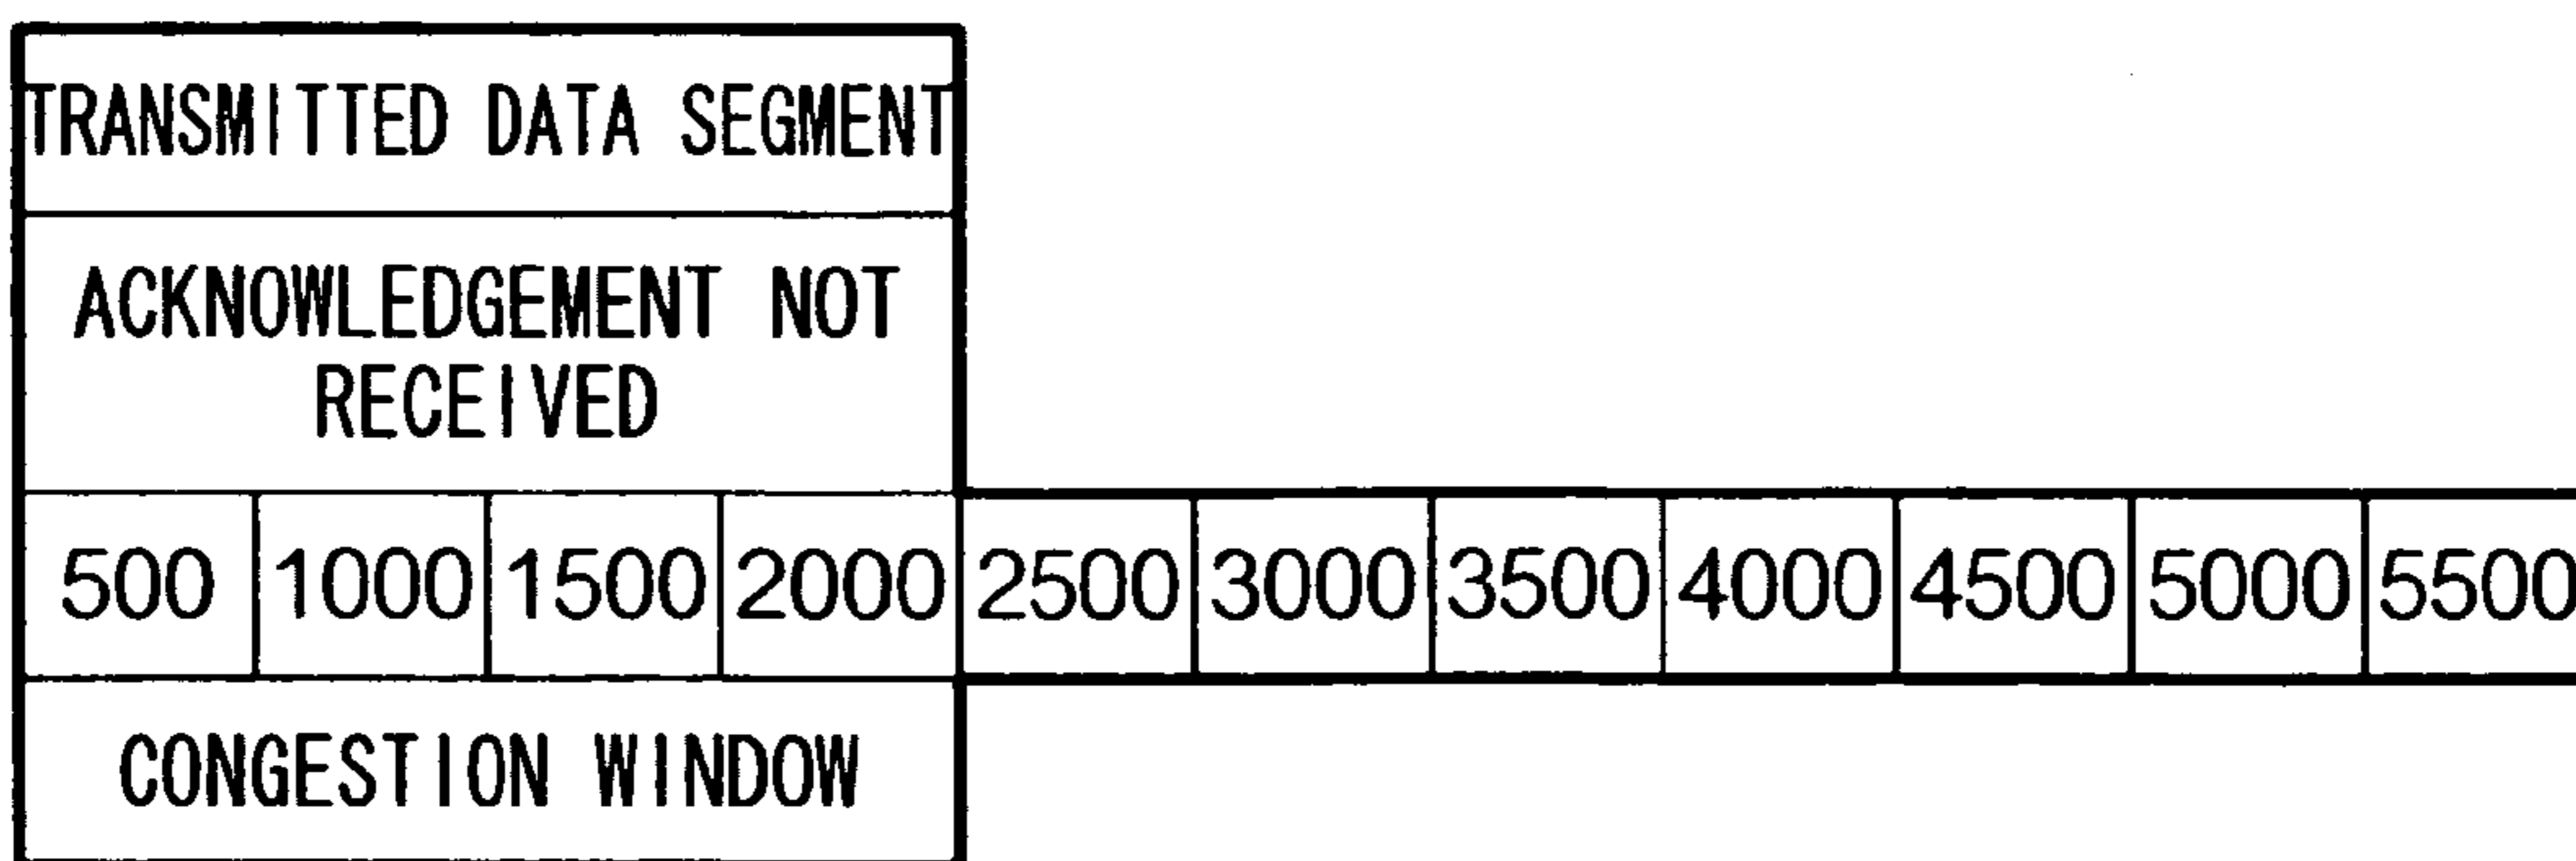 TRANSMITTED DATA SEGMENT
ACKNOWLEDGEMENT NOT
RECEIVED
500 1000 1500 2000 2500 3000 3500 4000 4500 5000 5500
CONGESTION WINDOW